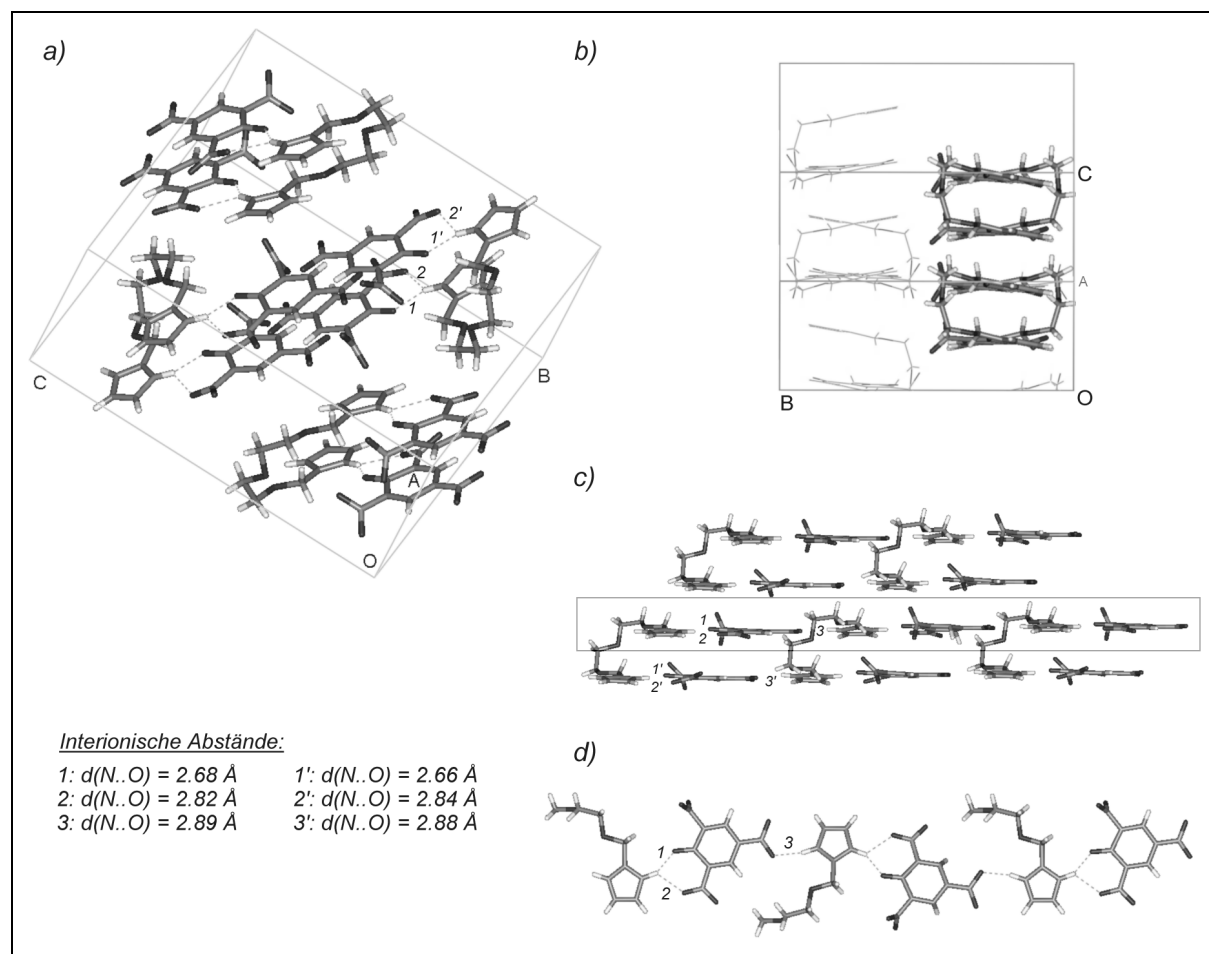 a)
2'
1'
2
1
C
B
A
O
b)
C
A
B
O
c)
1
2
3
1'
2'
3'
Interionische Abstände:
1: d(N..O) = 2.68 Å 1': d(N..O) = 2.66 Å
2: d(N..O) = 2.82 Å 2': d(N..O) = 2.84 Å
3: d(N..O) = 2.89 Å 3': d(N..O) = 2.88 Å
d)
1
3
2